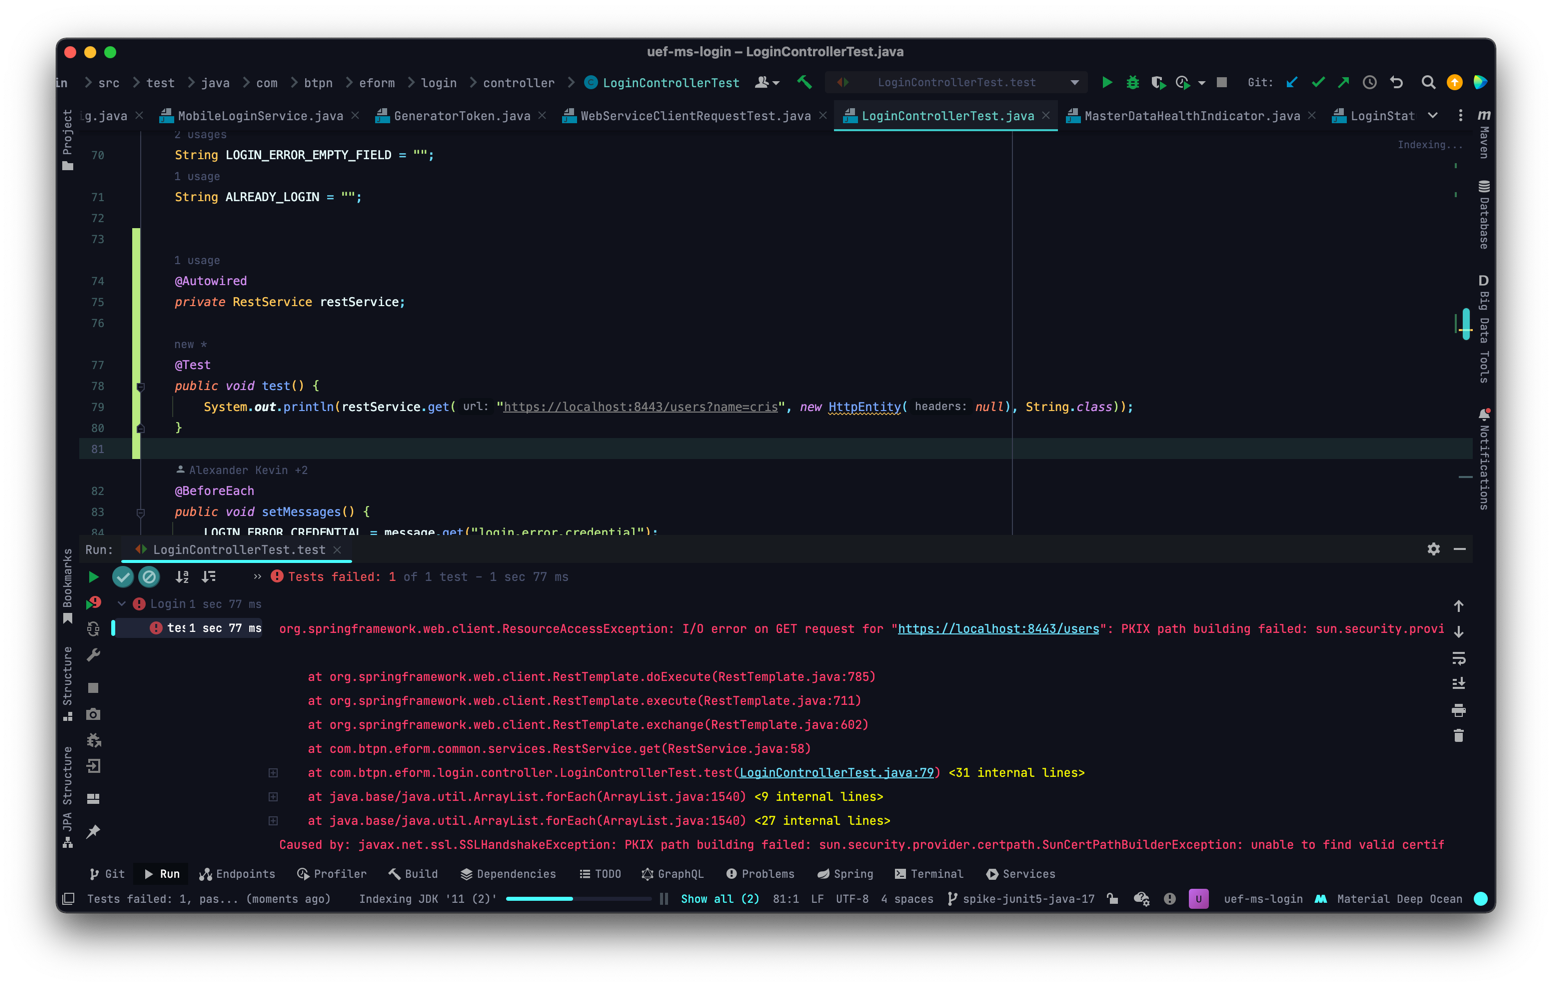 uef-ms-login – LoginControllerTest.java
in src test java com btpn eform login controller LoginControllerTest LoginControllerTest.test Git:
.g.java MobileLoginService.java GeneratorToken.java WebServiceClientRequestTest.java LoginControllerTest.java MasterDataHealthIndicator.java LoginStat
Project
Maven
Database
D
Big Data Tools
Notifications
Indexing...
2 usages
70 String LOGIN_ERROR_EMPTY_FIELD = "";
1 usage
71 String ALREADY_LOGIN = "";
72
73
1 usage
74 @Autowired
75 private RestService restService;
76
new *
77 @Test
78 public void test() {
79 System.out.println(restService.get( url: "https://localhost:8443/users?name=cris", new HttpEntity( headers: null), String.class));
80 }
81
Alexander Kevin +2
82 @BeforeEach
83 public void setMessages() {
84 LOGIN_ERROR_CREDENTIAL = message.get("login.error.credential");
Run: LoginControllerTest.test
Bookmarks
Structure
JPA Structure
Tests failed: 1 of 1 test – 1 sec 77 ms
Login 1 sec 77 ms
tes 1 sec 77 ms
org.springframework.web.client.ResourceAccessException: I/O error on GET request for "https://localhost:8443/users": PKIX path building failed: sun.security.provi
at org.springframework.web.client.RestTemplate.doExecute(RestTemplate.java:785)
at org.springframework.web.client.RestTemplate.execute(RestTemplate.java:711)
at org.springframework.web.client.RestTemplate.exchange(RestTemplate.java:602)
at com.btpn.eform.common.services.RestService.get(RestService.java:58)
at com.btpn.eform.login.controller.LoginControllerTest.test(LoginControllerTest.java:79) <31 internal lines>
at java.base/java.util.ArrayList.forEach(ArrayList.java:1540) <9 internal lines>
at java.base/java.util.ArrayList.forEach(ArrayList.java:1540) <27 internal lines>
Caused by: javax.net.ssl.SSLHandshakeException: PKIX path building failed: sun.security.provider.certpath.SunCertPathBuilderException: unable to find valid certif
Git Run Endpoints Profiler Build Dependencies TODO GraphQL Problems Spring Terminal Services
Tests failed: 1, pas... (moments ago) Indexing JDK '11 (2)' Show all (2) 81:1 LF UTF-8 4 spaces spike-junit5-java-17 U uef-ms-login Material Deep Ocean